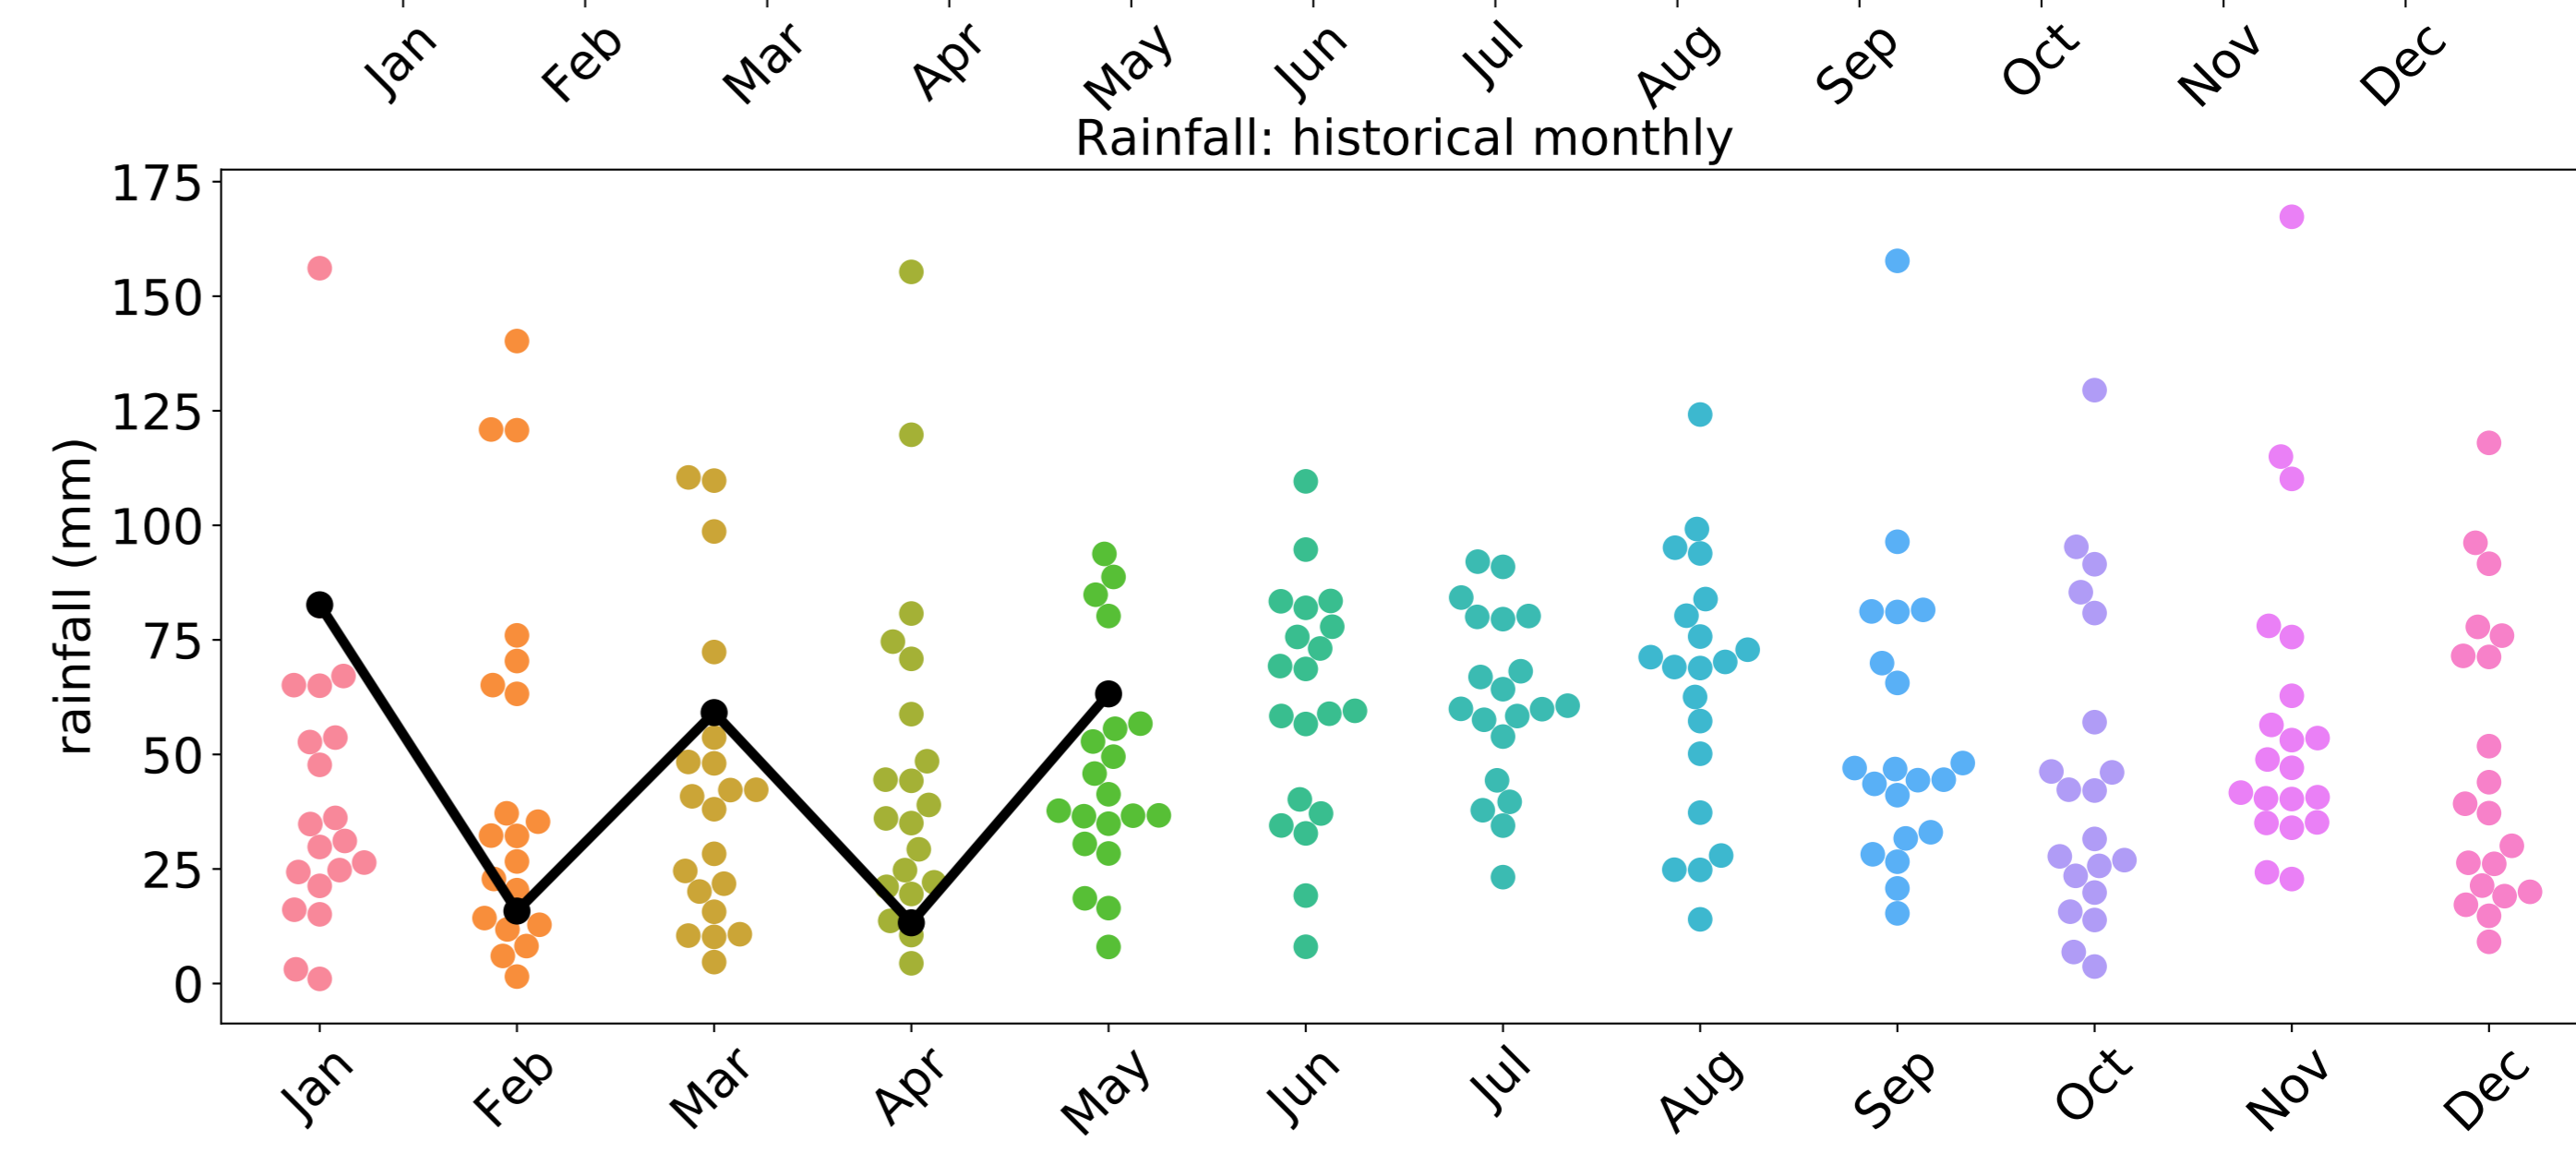 Jan Feb Mar Apr May Jun Jul Aug Sep Oct Nov Dec
Rainfall: historical monthly
175
150
125
100
75
50
25
0
rainfall (mm)
Jan Feb Mar Apr May Jun Jul Aug Sep Oct Nov Dec